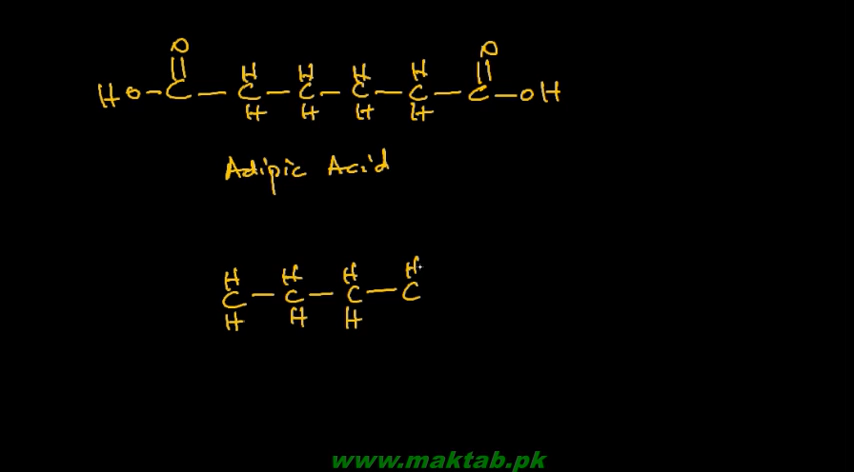 O O
H H H H
HO-C-C-C-C-C-C-OH
H H H H
Adipic Acid
H H H H
C-C-C-C
H H H
www.maktab.pk